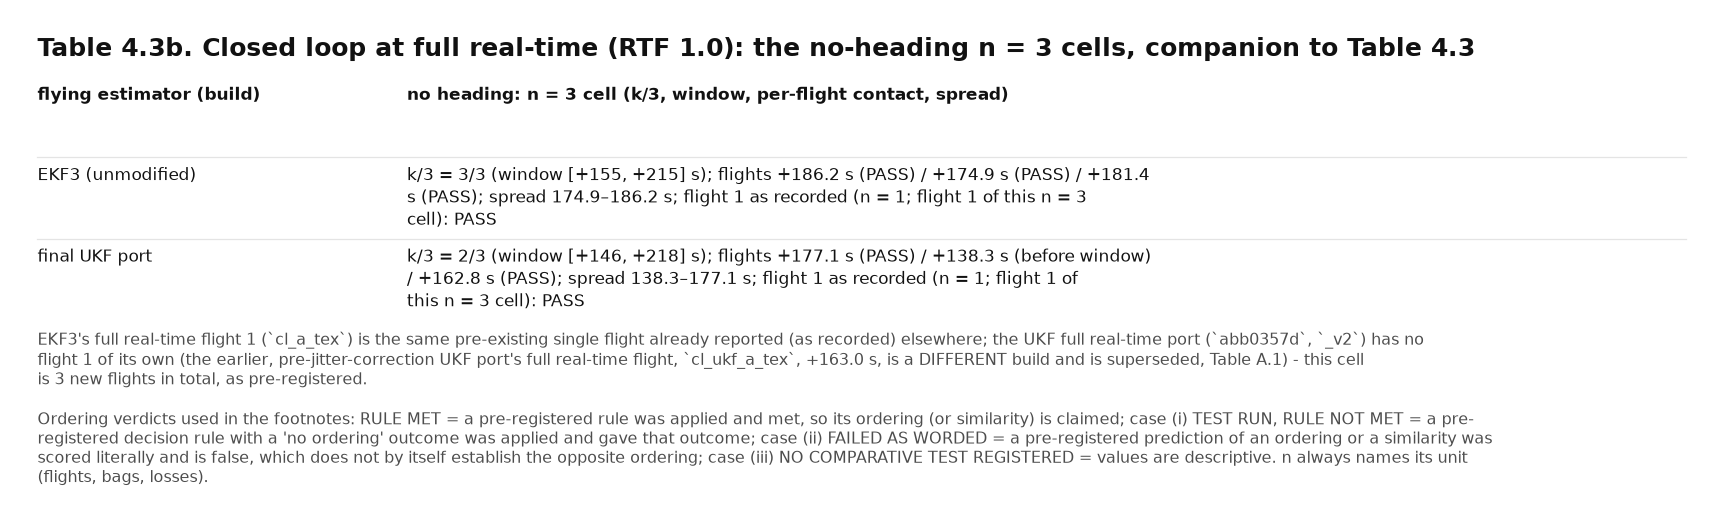 Table 4.3b. Closed loop at full real-time (RTF 1.0): the no-heading n = 3 cells, companion to Table 4.3
flying estimator (build)
no heading: n = 3 cell (k/3, window, per-flight contact, spread)
EKF3 (unmodified)
k/3 = 3/3 (window [+155, +215] s); flights +186.2 s (PASS) / +174.9 s (PASS) / +181.4
s (PASS); spread 174.9–186.2 s; flight 1 as recorded (n = 1; flight 1 of this n = 3
cell): PASS
final UKF port
k/3 = 2/3 (window [+146, +218] s); flights +177.1 s (PASS) / +138.3 s (before window)
/ +162.8 s (PASS); spread 138.3–177.1 s; flight 1 as recorded (n = 1; flight 1 of
this n = 3 cell): PASS
EKF3's full real-time flight 1 (`cl_a_tex`) is the same pre-existing single flight already reported (as recorded) elsewhere; the UKF full real-time port (`abb0357d`, `_v2`) has no
flight 1 of its own (the earlier, pre-jitter-correction UKF port's full real-time flight, `cl_ukf_a_tex`, +163.0 s, is a DIFFERENT build and is superseded, Table A.1) - this cell
is 3 new flights in total, as pre-registered.
Ordering verdicts used in the footnotes: RULE MET = a pre-registered rule was applied and met, so its ordering (or similarity) is claimed; case (i) TEST RUN, RULE NOT MET = a pre-
registered decision rule with a 'no ordering' outcome was applied and gave that outcome; case (ii) FAILED AS WORDED = a pre-registered prediction of an ordering or a similarity was
scored literally and is false, which does not by itself establish the opposite ordering; case (iii) NO COMPARATIVE TEST REGISTERED = values are descriptive. n always names its unit
(flights, bags, losses).